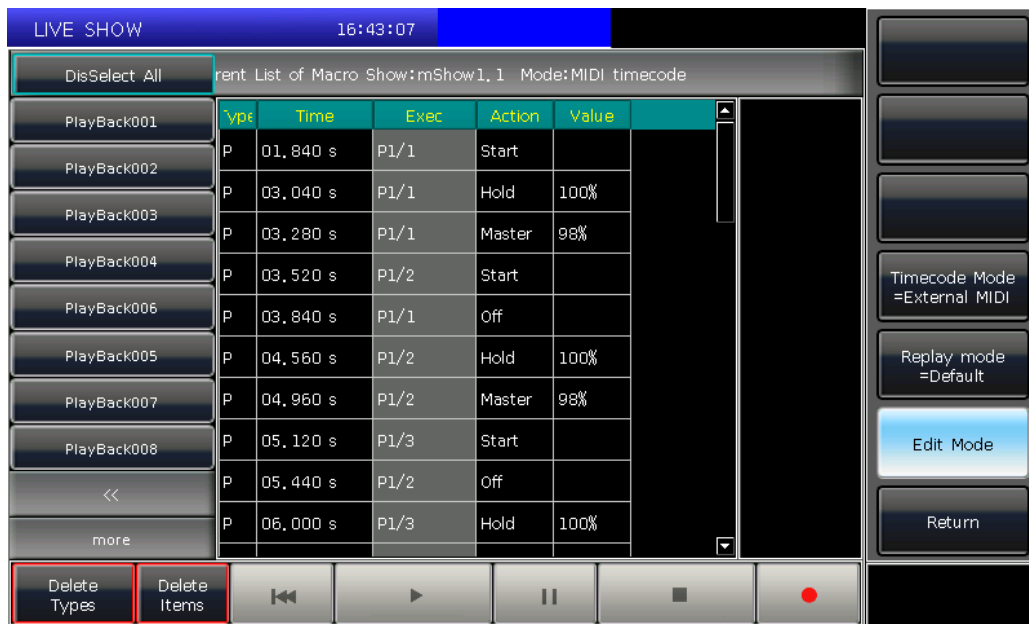 LIVE SHOW 16:43:07
DisSelect All
rent List of Macro Show:mShow1.1 Mode:MIDI timecode
PlayBack001
PlayBack002
PlayBack003
PlayBack004
PlayBack006
PlayBack005
PlayBack007
PlayBack008
<<
more
Type Time Exec Action Value
P 01.840 s P1/1 Start
P 03.040 s P1/1 Hold 100%
P 03.280 s P1/1 Master 98%
P 03.520 s P1/2 Start
P 03.840 s P1/1 Off
P 04.560 s P1/2 Hold 100%
P 04.960 s P1/2 Master 98%
P 05.120 s P1/3 Start
P 05.440 s P1/2 Off
P 06.000 s P1/3 Hold 100%
Timecode Mode
=External MIDI
Replay mode
=Default
Edit Mode
Return
Delete
Types
Delete
Items